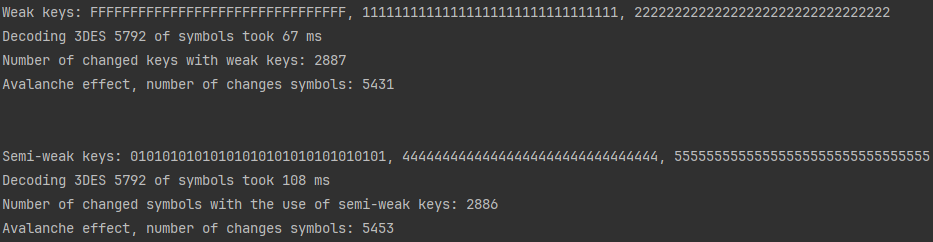 Weak keys: FFFFFFFFFFFFFFFFFFFFFFFFFFFFFFFF, 11111111111111111111111111111111, 22222222222222222222222222222222
Decoding 3DES 5792 of symbols took 67 ms
Number of changed keys with weak keys: 2887
Avalanche effect, number of changes symbols: 5431
Semi-weak keys: 01010101010101010101010101010101, 44444444444444444444444444444444, 55555555555555555555555555555555
Decoding 3DES 5792 of symbols took 108 ms
Number of changed symbols with the use of semi-weak keys: 2886
Avalanche effect, number of changes symbols: 5453